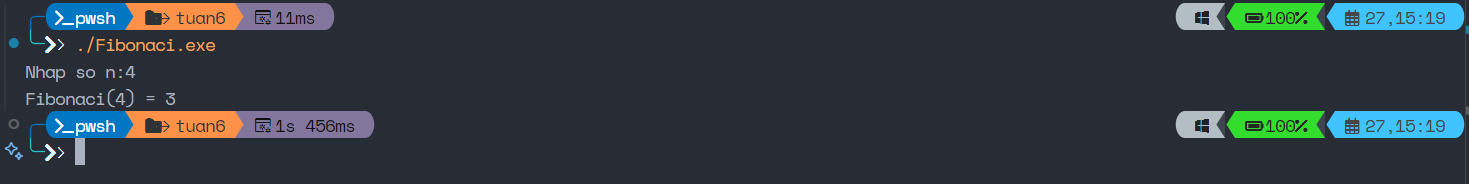 >_pwsh tuan6 11ms 100% 27,15:19
./Fibonaci.exe
Nhap so n:4
Fibonaci(4) = 3
>_pwsh tuan6 1s 456ms 100% 27,15:19